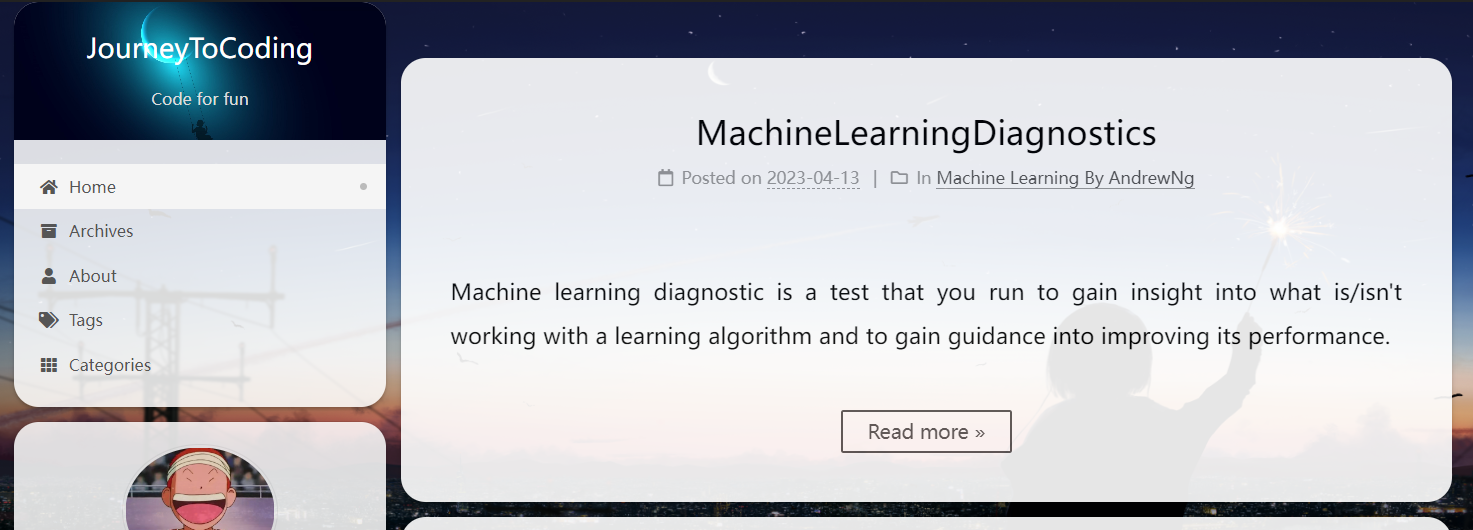 JourneyToCoding
Code for fun
Home
Archives
About
Tags
Categories
MachineLearningDiagnostics
Posted on 2023-04-13 | In Machine Learning By AndrewNg
Machine learning diagnostic is a test that you run to gain insight into what is/isn't
working with a learning algorithm and to gain guidance into improving its performance.
Read more »